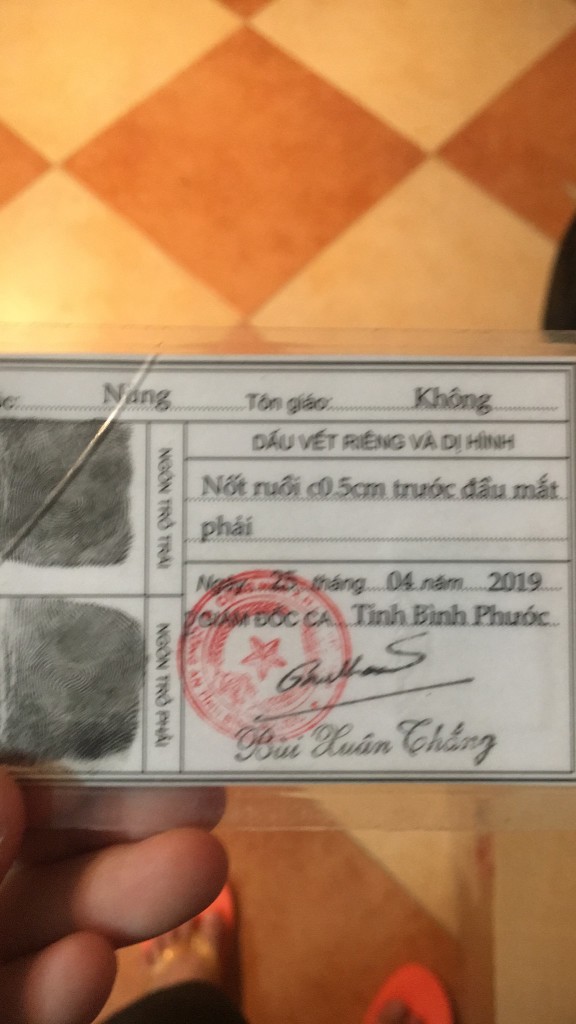 Nùng Tôn giáo: Không
DẤU VẾT RIÊNG VÀ DỊ HÌNH
Nốt ruồi c0.5cm trước đầu mắt
phải
NGÓN TRỎ TRÁI
Ngày 25 tháng 04 năm 2019
GIÁM ĐỐC CA Tỉnh Bình Phước
NGÓN TRỎ PHẢI
Bùi Xuân Thắng